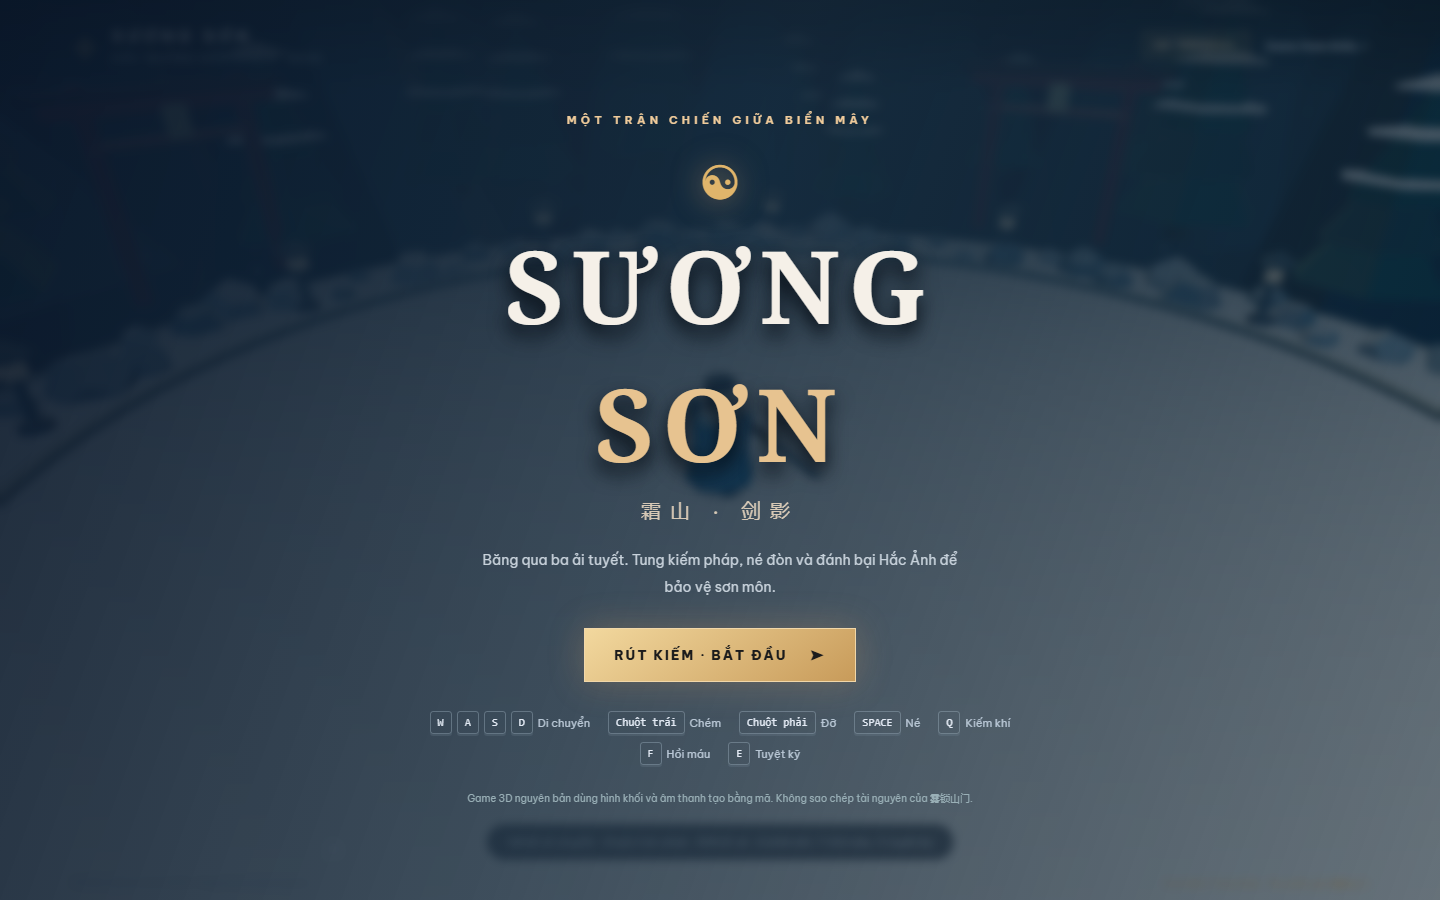 MỘT TRẬN CHIẾN GIỮA BIỂN MÂY
SƯƠNG
SƠN
霜山 · 剑影
Băng qua ba ải tuyết. Tung kiếm pháp, né đòn và đánh bại Hắc Ảnh để
bảo vệ sơn môn.
RÚT KIẾM · BẮT ĐẦU ➤
W A S D Di chuyển Chuột trái Chém Chuột phải Đỡ SPACE Né Q Kiếm khí
F Hồi máu E Tuyệt kỹ
Game 3D nguyên bản dùng hình khối và âm thanh tạo bằng mã. Không sao chép tài nguyên của 雾锁山门.